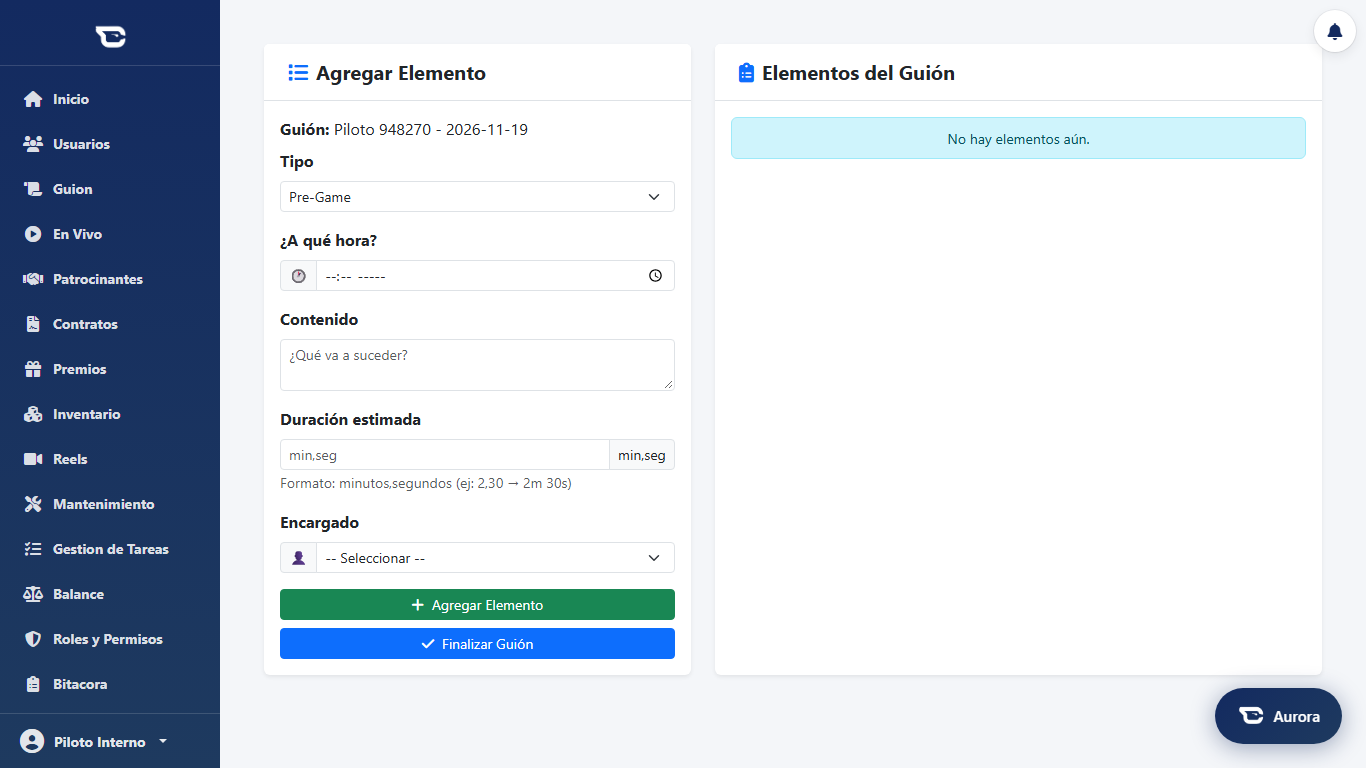 Inicio
Usuarios
Guion
En Vivo
Patrocinantes
Contratos
Premios
Inventario
Reels
Mantenimiento
Gestion de Tareas
Balance
Roles y Permisos
Bitacora
Piloto Interno
Agregar Elemento
Guión: Piloto 948270 - 2026-11-19
Tipo
Pre-Game
¿A qué hora?
--:-- -----
Contenido
¿Qué va a suceder?
Duración estimada
min,seg min,seg
Formato: minutos,segundos (ej: 2,30 → 2m 30s)
Encargado
-- Seleccionar --
Agregar Elemento
Finalizar Guión
Elementos del Guión
No hay elementos aún.
Aurora